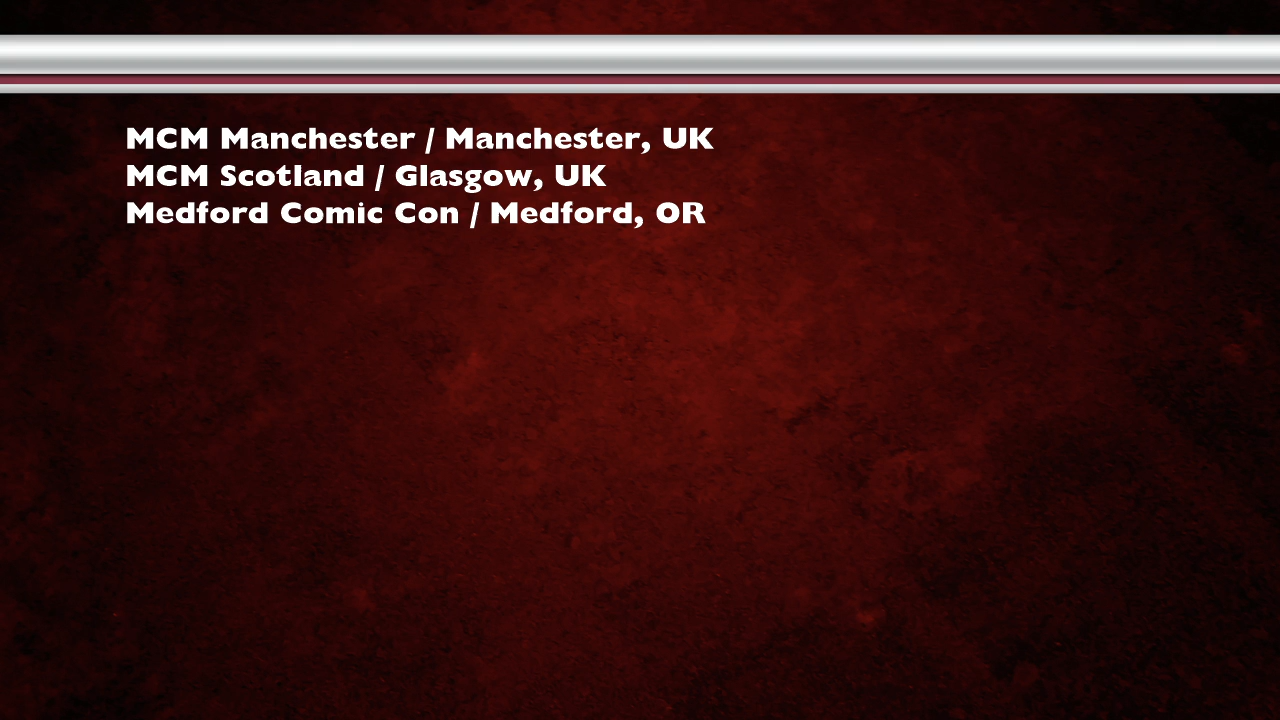 MCM Manchester / Manchester, UK
MCM Scotland / Glasgow, UK
Medford Comic Con / Medford, OR